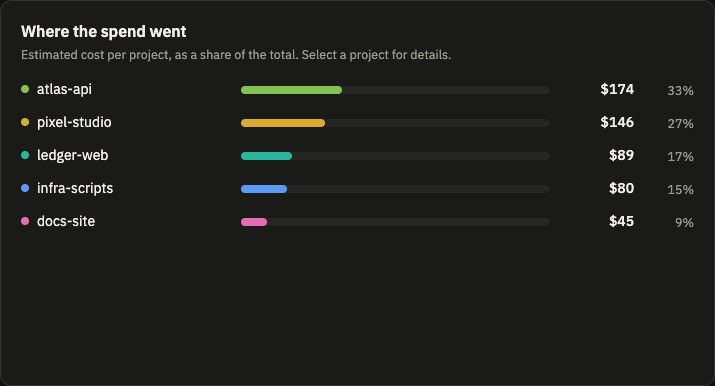 Where the spend went
Estimated cost per project, as a share of the total. Select a project for details.
atlas-api $174 33%
pixel-studio $146 27%
ledger-web $89 17%
infra-scripts $80 15%
docs-site $45 9%